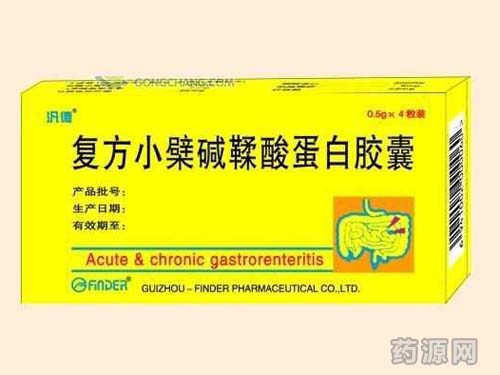 GONGCHANG.COM
汎德®
0.5g×4粒装
复方小檗碱鞣酸蛋白胶囊
产品批号：
生产日期：
有效期至：
Acute & chronic gastrorenteritis
FINDER®
GUIZHOU－FINDER PHARMACEUTICAL CO.,LTD.
药源网